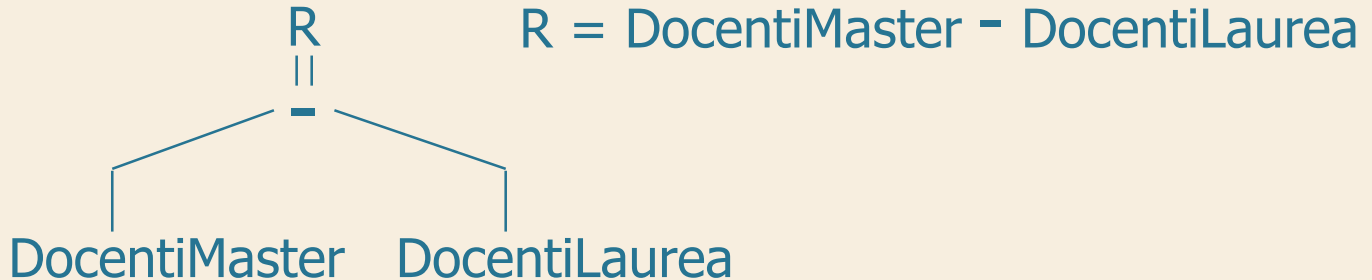 R
R = DocentiMaster - DocentiLaurea
||
-
DocentiMaster DocentiLaurea